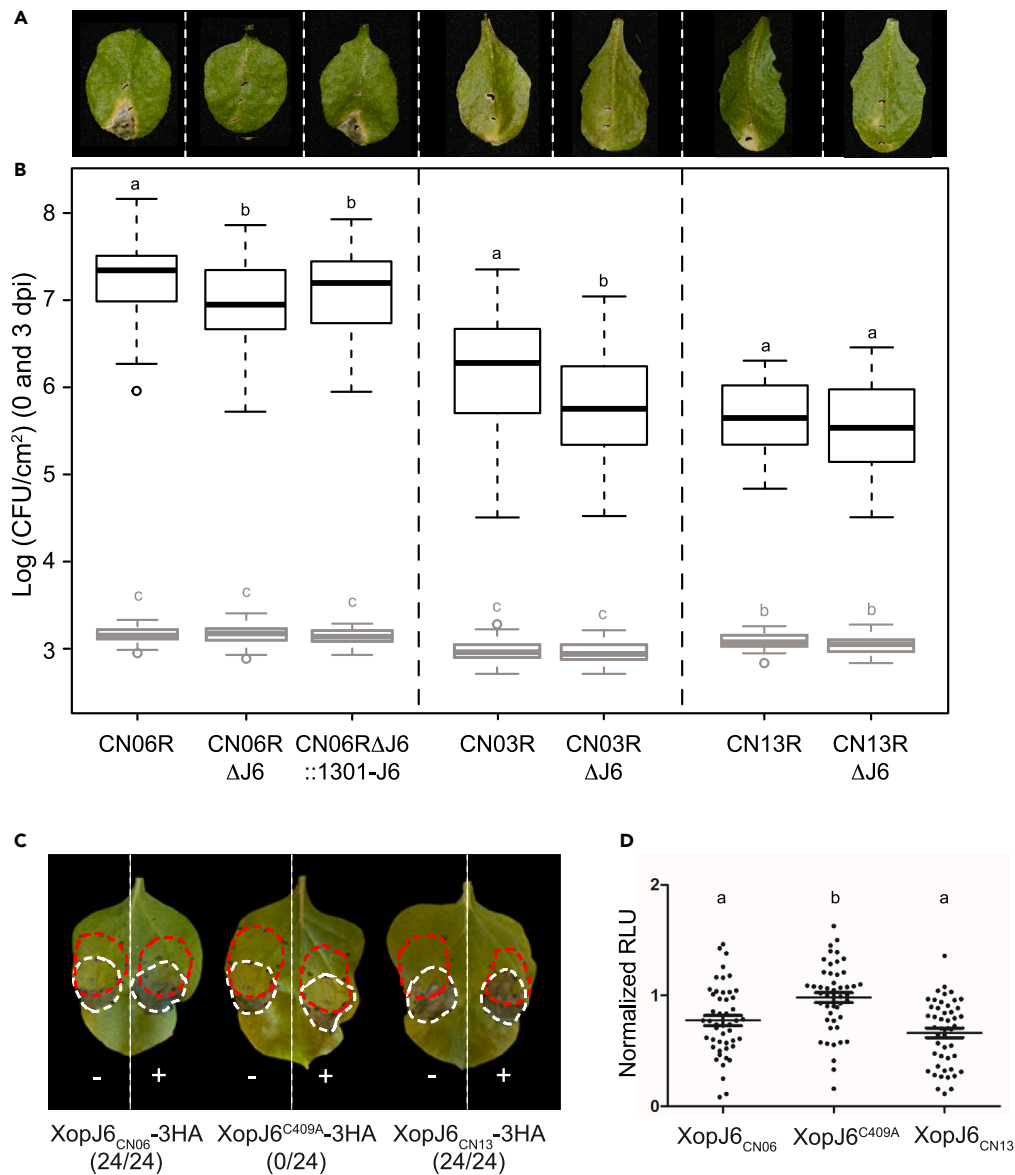 A
B
Log (CFU/cm²) (0 and 3 dpi)
8
7
6
5
4
3
a
b
b
a
b
a
a
c
c
c
c
c
b
b
CN06R
CN06R
ΔJ6
CN06RΔJ6
::1301-J6
CN03R
CN03R
ΔJ6
CN13R
CN13R
ΔJ6
C
- + - + - +
XopJ6CN06-3HA
(24/24)
XopJ6C409A-3HA
(0/24)
XopJ6CN13-3HA
(24/24)
D
Normalized RLU
2
1
0
a
b
a
XopJ6CN06
XopJ6C409A
XopJ6CN13